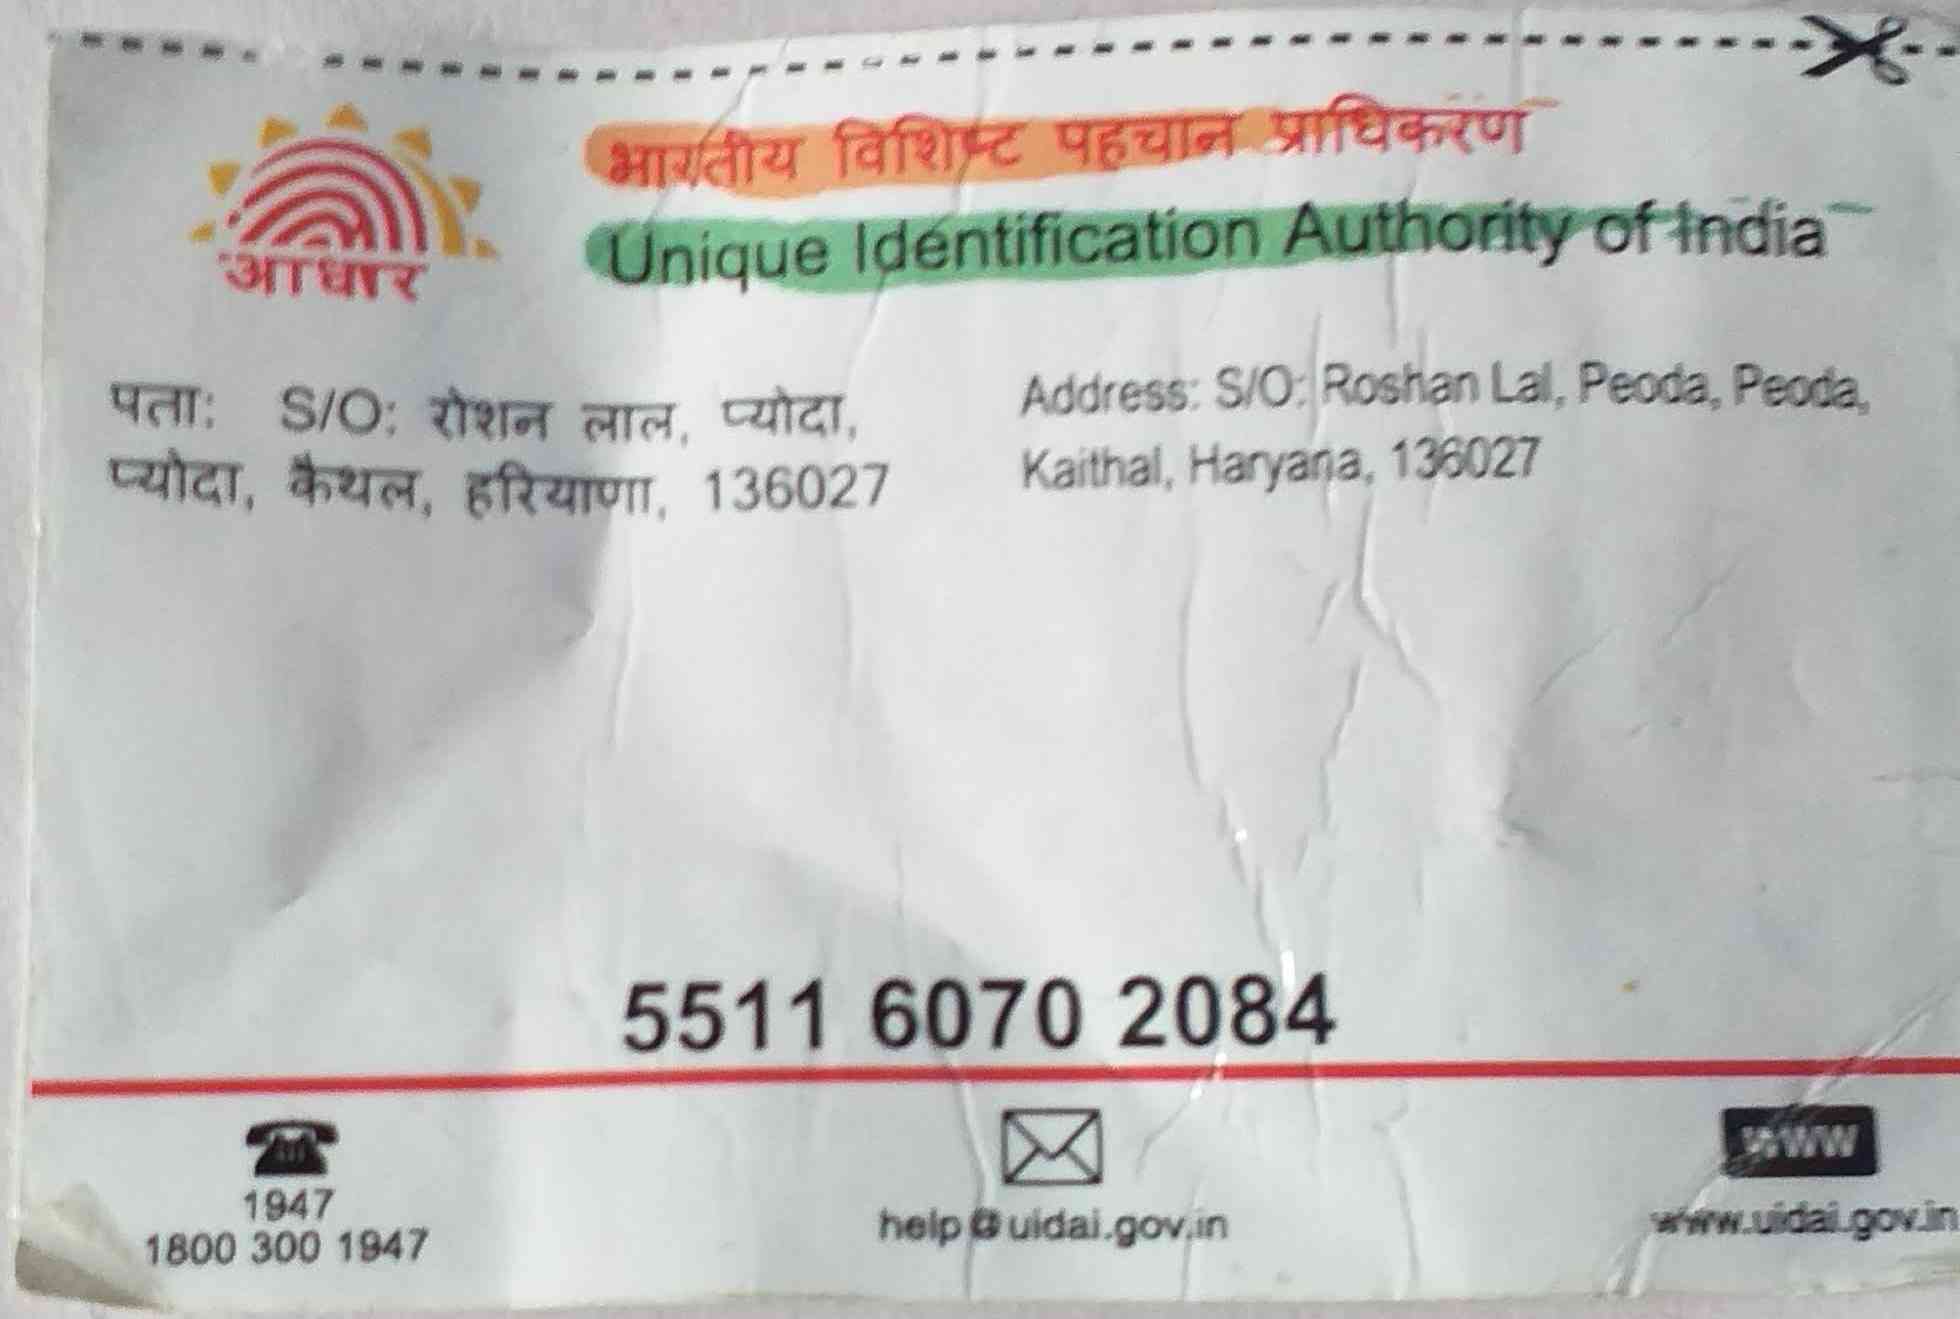 भारतीय विशिष्ट पहचान प्राधिकरण
Unique Identification Authority of India
आधार
पता: S/O: रोशन लाल, प्योदा,
प्योदा, कैथल, हरियाणा, 136027
Address: S/O: Roshan Lal, Peoda, Peoda,
Kaithal, Haryana, 136027
5511 6070 2084
1947
1800 300 1947
help@uidai.gov.in
WWW
www.uidai.gov.in